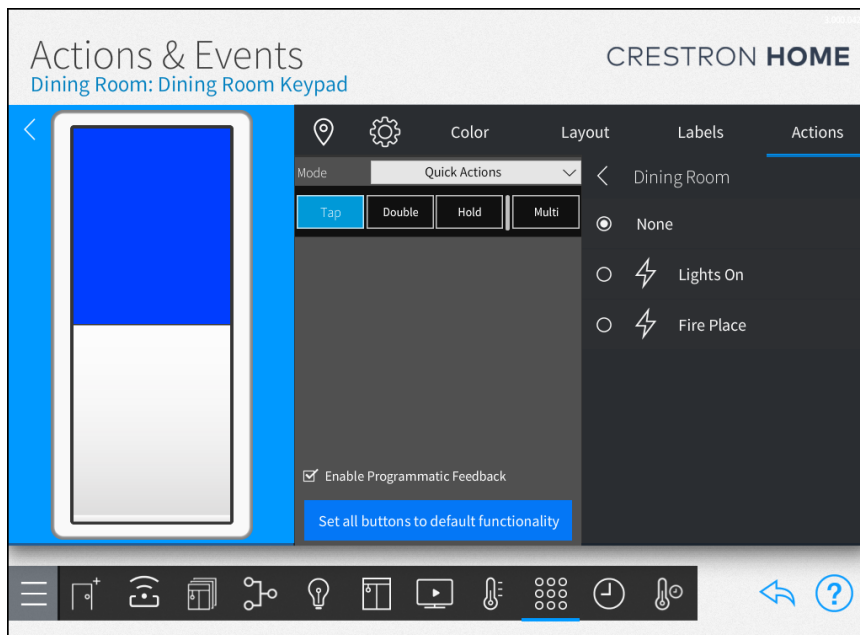 Actions & Events
CRESTRON HOME
Dining Room: Dining Room Keypad
Color
Layout
Labels
Actions
Mode
Quick Actions
Dining Room
Tap
Double
Hold
Multi
None
Lights On
Fire Place
Enable Programmatic Feedback
Set all buttons to default functionality
?